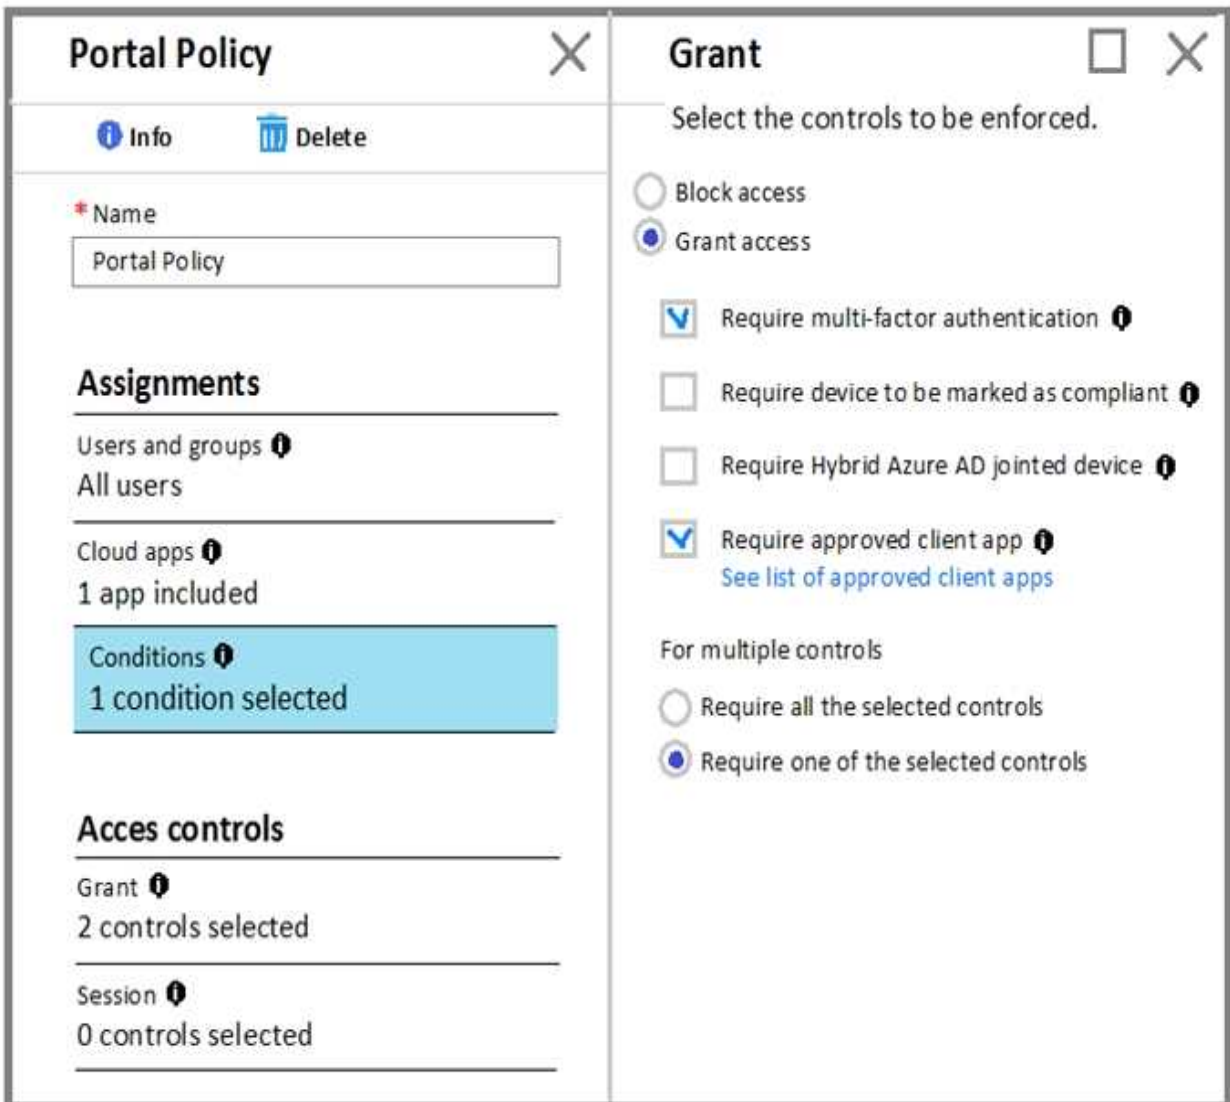 Portal Policy
Info Delete
* Name
Portal Policy
Assignments
Users and groups
All users
Cloud apps
1 app included
Conditions
1 condition selected
Acces controls
Grant
2 controls selected
Session
0 controls selected
Grant
Select the controls to be enforced.
Block access
Grant access
Require multi-factor authentication
Require device to be marked as compliant
Require Hybrid Azure AD jointed device
Require approved client app
See list of approved client apps
For multiple controls
Require all the selected controls
Require one of the selected controls